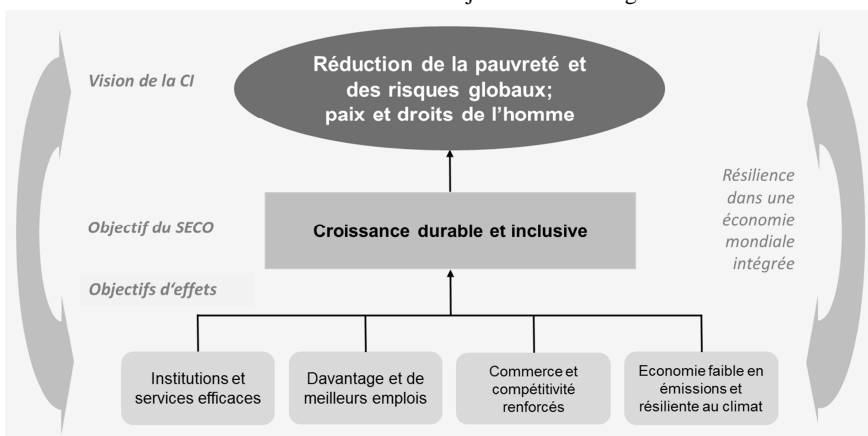 Vision de la CI
Réduction de la pauvreté et
des risques globaux;
paix et droits de l’homme
Résilience
dans une
économie
mondiale
intégrée
Objectif du SECO
Croissance durable et inclusive
Objectifs d‘effets
Institutions et
services efficaces
Davantage et de
meilleurs emplois
Commerce et
compétitivité
renforcés
Economie faible en
émissions et
résiliente au climat